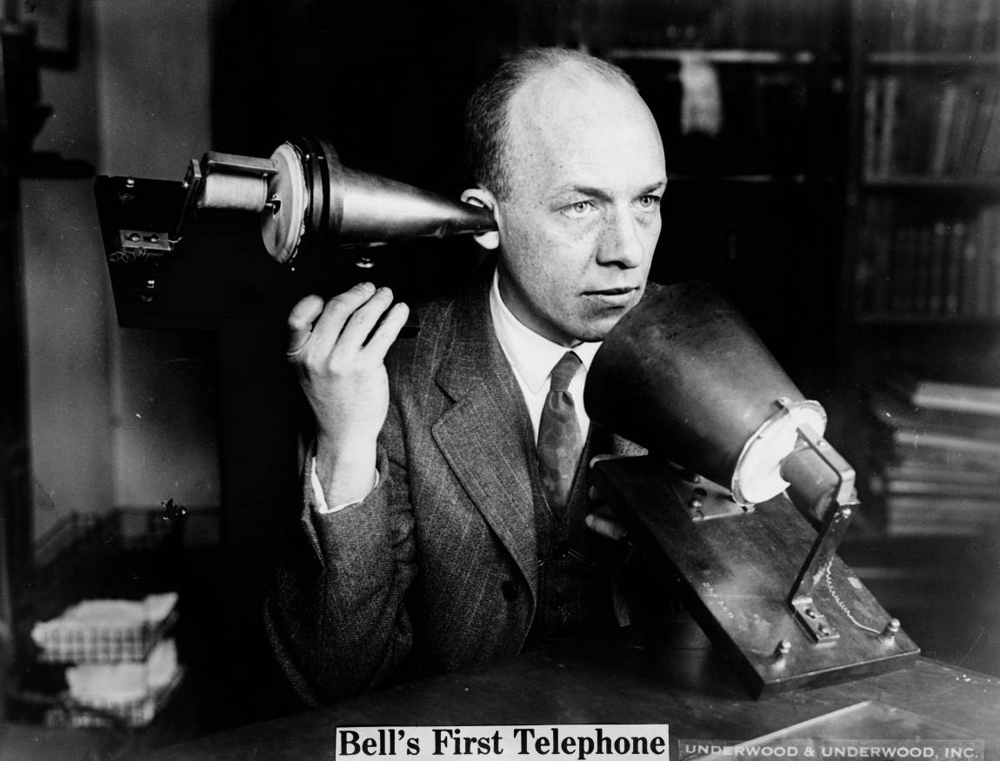 Bell's First Telephone
UNDERWOOD & UNDERWOOD, INC.